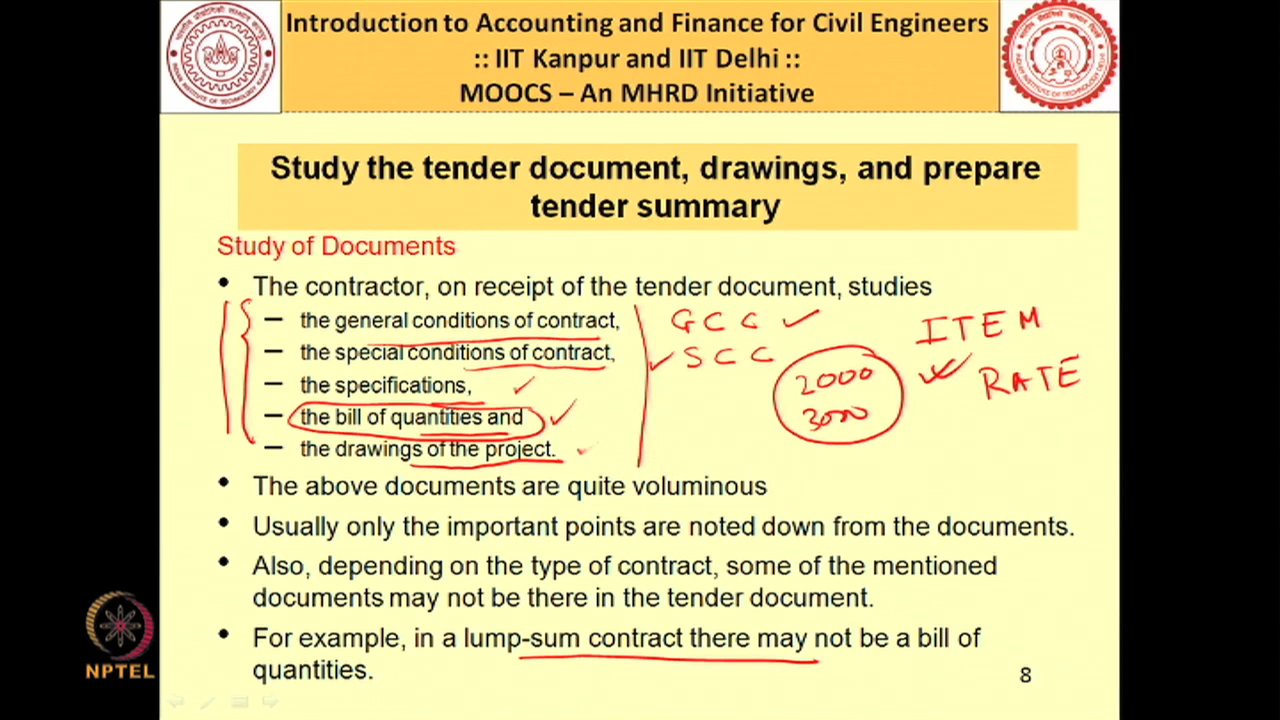 Introduction to Accounting and Finance for Civil Engineers
:: IIT Kanpur and IIT Delhi ::
MOOCS – An MHRD Initiative
Study the tender document, drawings, and prepare
tender summary
Study of Documents
• The contractor, on receipt of the tender document, studies
– the general conditions of contract,
– the special conditions of contract,
– the specifications,
– the bill of quantities and
– the drawings of the project.
GCC
SCC
2000
3000
ITEM
RATE
• The above documents are quite voluminous
• Usually only the important points are noted down from the documents.
• Also, depending on the type of contract, some of the mentioned
documents may not be there in the tender document.
• For example, in a lump-sum contract there may not be a bill of
quantities.
8
NPTEL